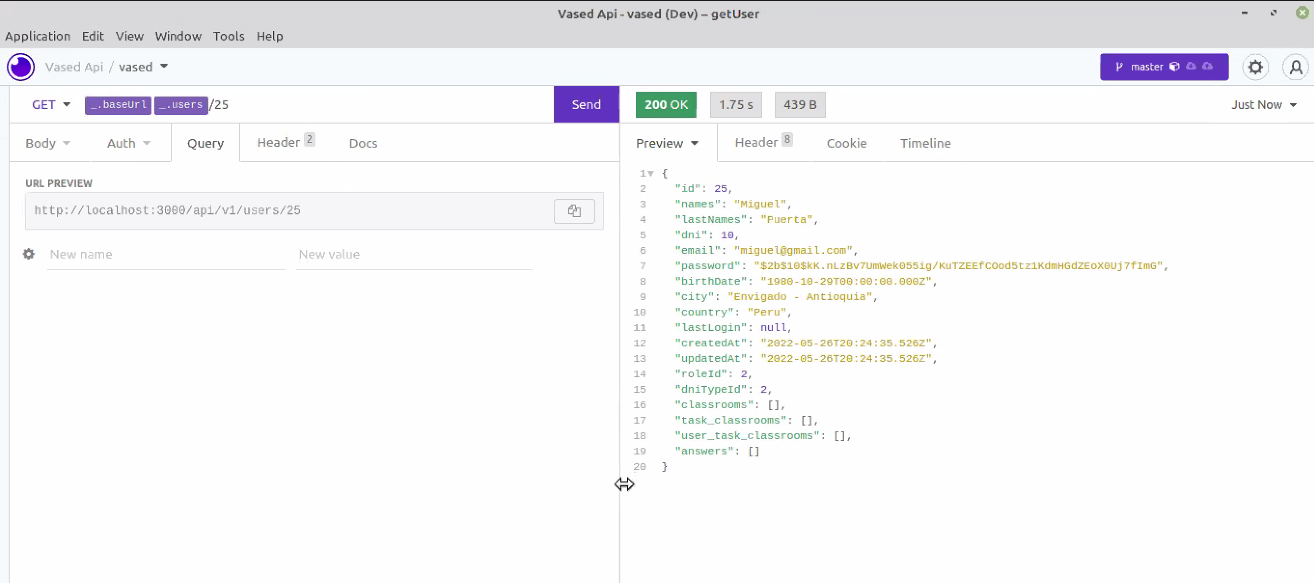 Vased Api - vased (Dev) – getUser
Application Edit View Window Tools Help
Vased Api / vased
master
GET _.baseUrl _.users /25
Send
200 OK 1.75 s 439 B
Just Now
Body Auth Query Header 2 Docs
Preview Header 8 Cookie Timeline
URL PREVIEW
http://localhost:3000/api/v1/users/25
New name New value
1 {
2 "id": 25,
3 "names": "Miguel",
4 "lastNames": "Puerta",
5 "dni": 10,
6 "email": "miguel@gmail.com",
7 "password": "$2b$10$kK.nLzBv7UmWek055ig/KuTZEEfCOod5tz1KdmHGdZEoX0Uj7fImG",
8 "birthDate": "1980-10-29T00:00:00.000Z",
9 "city": "Envigado - Antioquia",
10 "country": "Peru",
11 "lastLogin": null,
12 "createdAt": "2022-05-26T20:24:35.526Z",
13 "updatedAt": "2022-05-26T20:24:35.526Z",
14 "roleId": 2,
15 "dniTypeId": 2,
16 "classrooms": [],
17 "task_classrooms": [],
18 "user_task_classrooms": [],
19 "answers": []
20 }